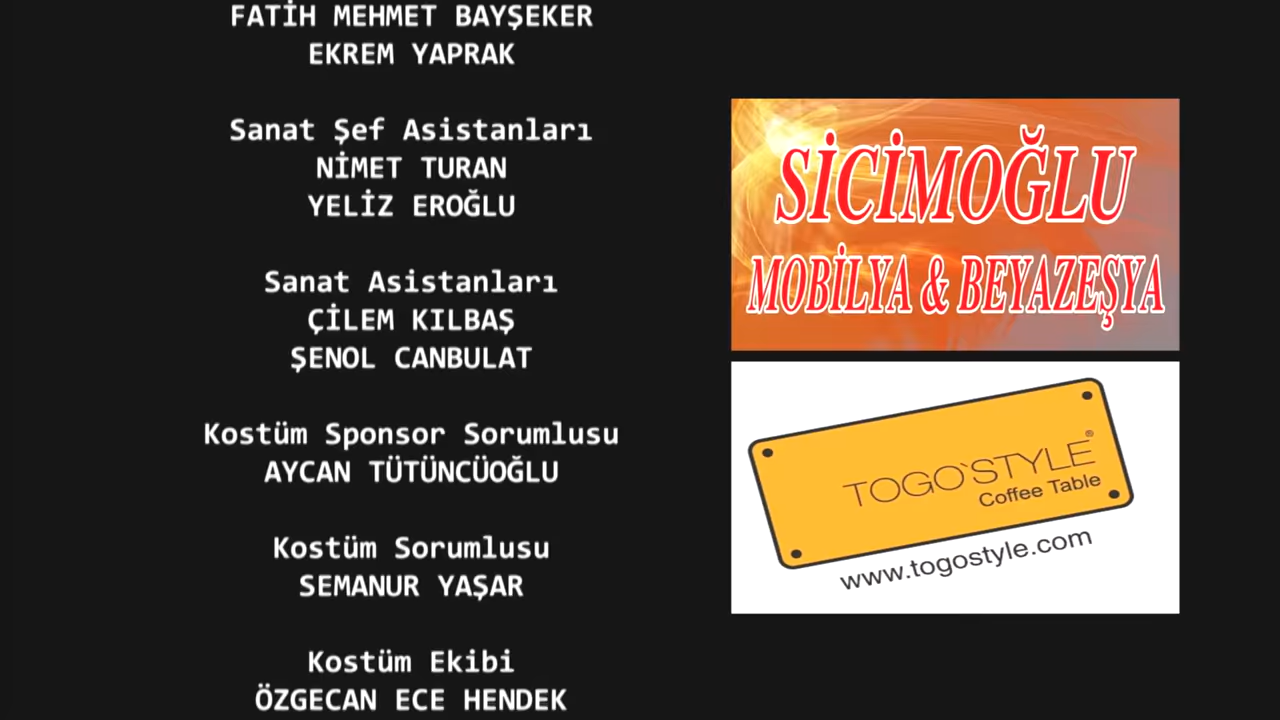 FATİH MEHMET BAYŞEKER
EKREM YAPRAK
Sanat Şef Asistanları
NİMET TURAN
YELİZ EROĞLU
Sanat Asistanları
ÇİLEM KILBAŞ
ŞENOL CANBULAT
Kostüm Sponsor Sorumlusu
AYCAN TÜTÜNCÜOĞLU
Kostüm Sorumlusu
SEMANUR YAŞAR
Kostüm Ekibi
ÖZGECAN ECE HENDEK
SİCİMOĞLU
MOBİLYA & BEYAZEŞYA
TOGO`STYLE®
Coffee Table
www.togostyle.com